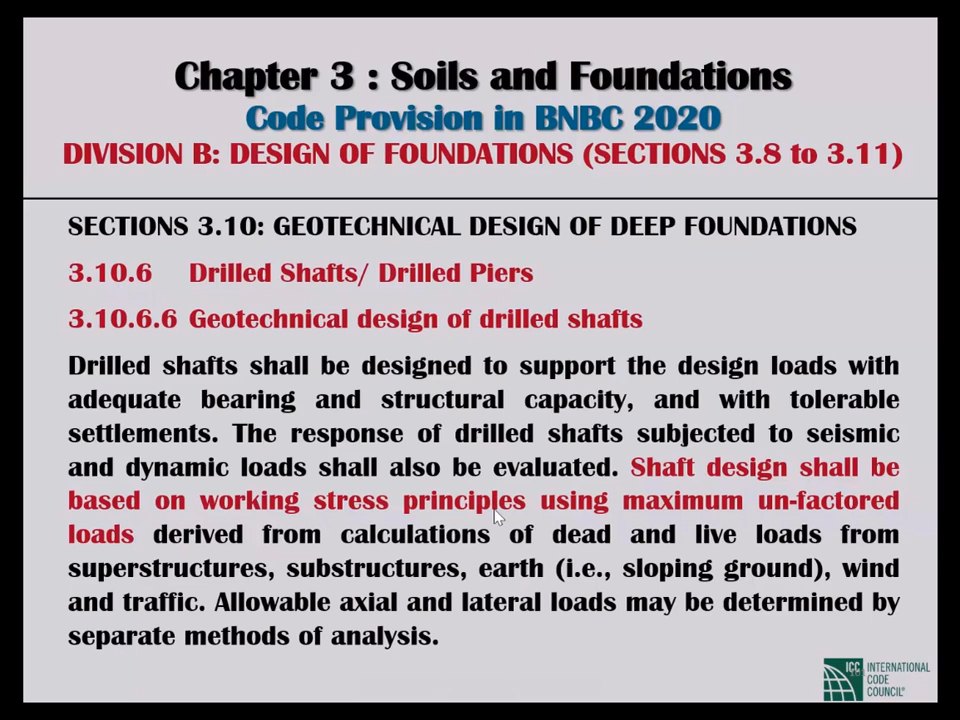 Chapter 3 : Soils and Foundations
Code Provision in BNBC 2020
DIVISION B: DESIGN OF FOUNDATIONS (SECTIONS 3.8 to 3.11)
SECTIONS 3.10: GEOTECHNICAL DESIGN OF DEEP FOUNDATIONS
3.10.6 Drilled Shafts/ Drilled Piers
3.10.6.6 Geotechnical design of drilled shafts
Drilled shafts shall be designed to support the design loads with
adequate bearing and structural capacity, and with tolerable
settlements. The response of drilled shafts subjected to seismic
and dynamic loads shall also be evaluated. Shaft design shall be
based on working stress principles using maximum un-factored
loads derived from calculations of dead and live loads from
superstructures, substructures, earth (i.e., sloping ground), wind
and traffic. Allowable axial and lateral loads may be determined by
separate methods of analysis.
ICC INTERNATIONAL
CODE
COUNCIL®